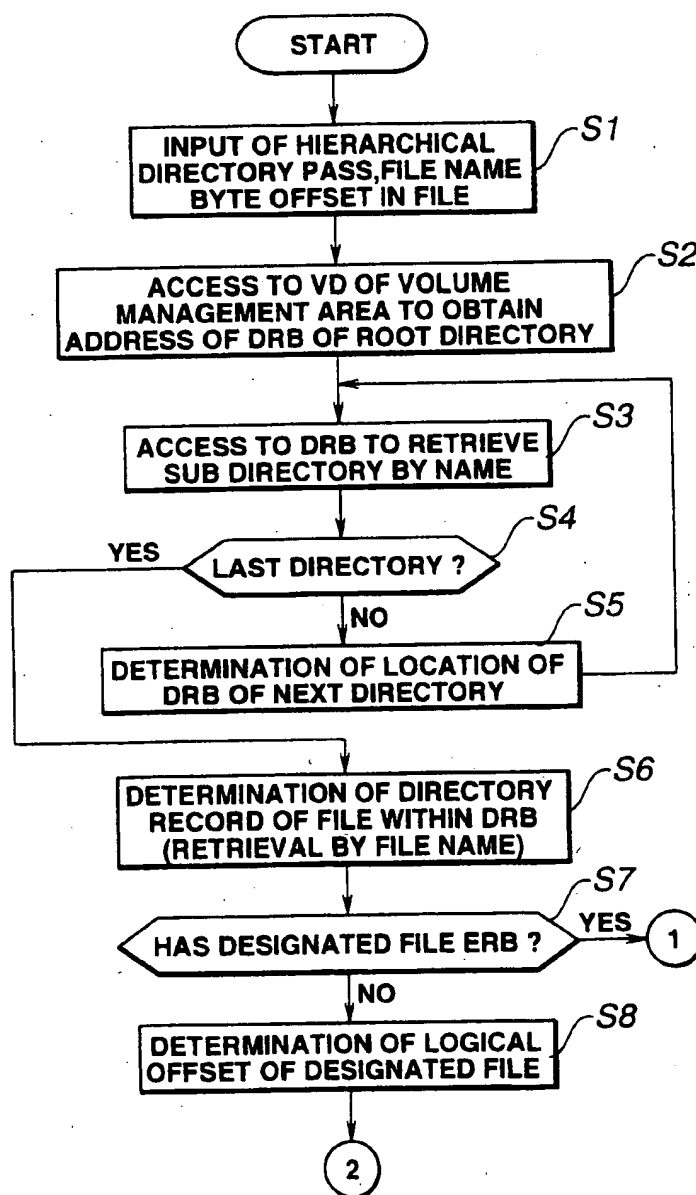 START
S1
INPUT OF HIERARCHICAL
DIRECTORY PASS,FILE NAME
BYTE OFFSET IN FILE
S2
ACCESS TO VD OF VOLUME
MANAGEMENT AREA TO OBTAIN
ADDRESS OF DRB OF ROOT DIRECTORY
S3
ACCESS TO DRB TO RETRIEVE
SUB DIRECTORY BY NAME
S4
YES
LAST DIRECTORY ?
NO
S5
DETERMINATION OF LOCATION OF
DRB OF NEXT DIRECTORY
S6
DETERMINATION OF DIRECTORY
RECORD OF FILE WITHIN DRB
(RETRIEVAL BY FILE NAME)
S7
HAS DESIGNATED FILE ERB ?
YES
1
NO
S8
DETERMINATION OF LOGICAL
OFFSET OF DESIGNATED FILE
2